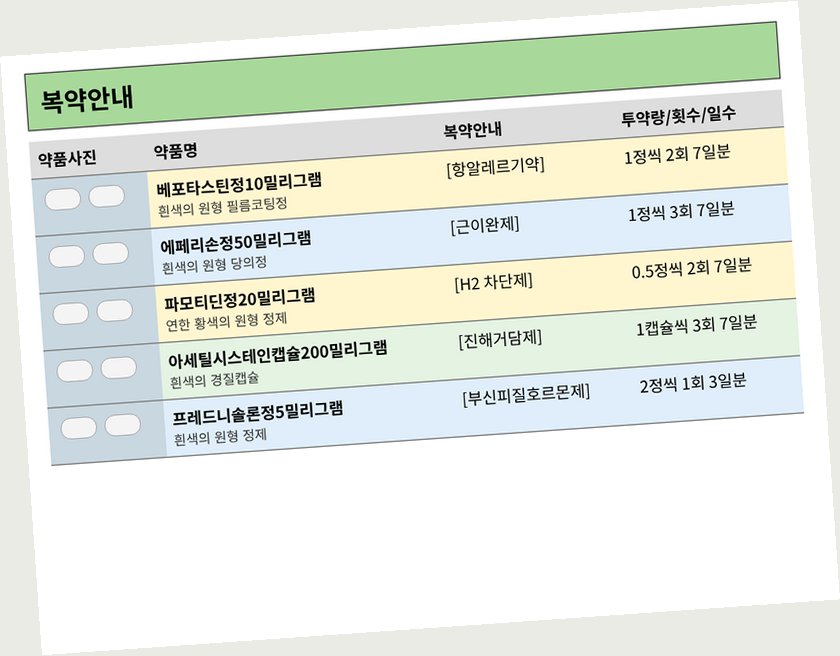 복약안내
약품사진 약품명 복약안내 투약량/횟수/일수
베포타스틴정10밀리그램 [항알레르기약] 1정씩 2회 7일분
흰색의 원형 필름코팅정
에페리손정50밀리그램 [근이완제] 1정씩 3회 7일분
흰색의 원형 당의정
파모티딘정20밀리그램 [H2 차단제] 0.5정씩 2회 7일분
연한 황색의 원형 정제
아세틸시스테인캡슐200밀리그램 [진해거담제] 1캡슐씩 3회 7일분
흰색의 경질캡슐
프레드니솔론정5밀리그램 [부신피질호르몬제] 2정씩 1회 3일분
흰색의 원형 정제